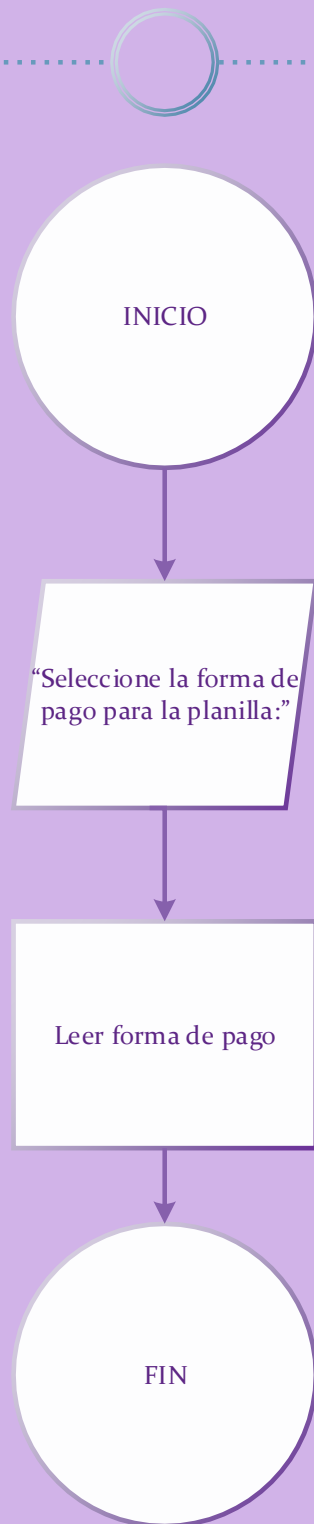 INICIO
“Seleccione la forma de
pago para la planilla:”
Leer forma de pago
FIN